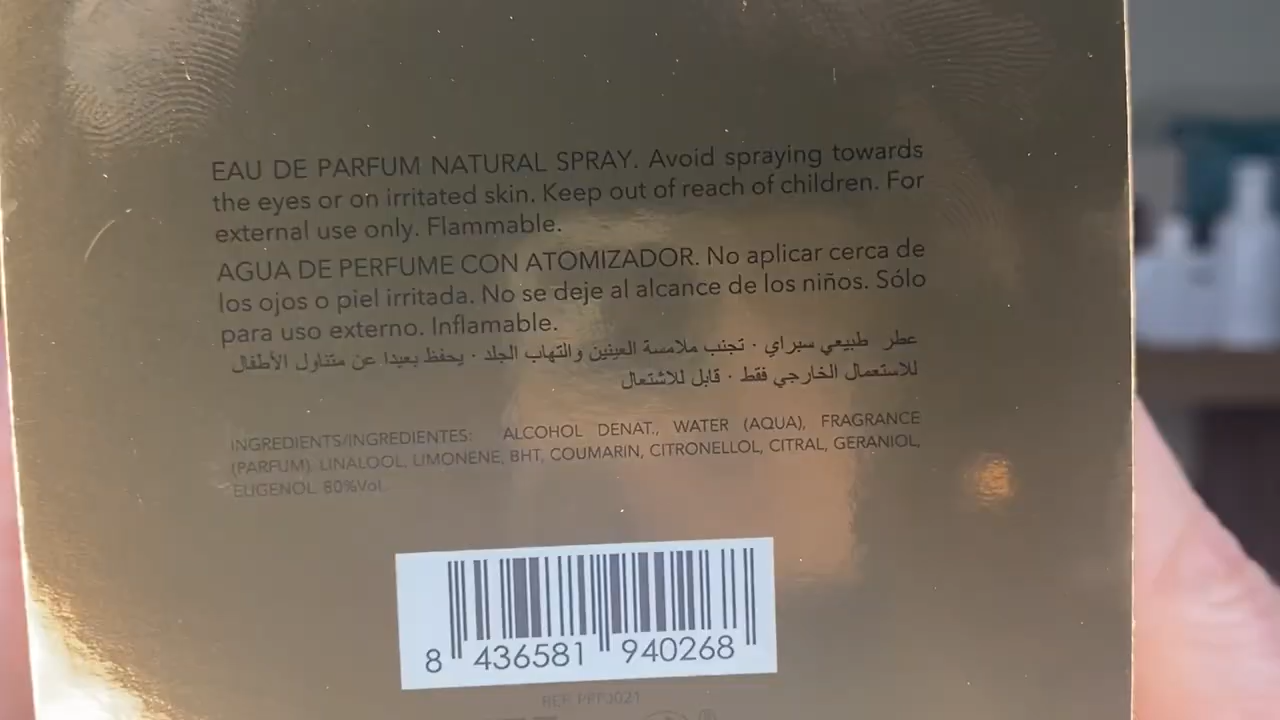 EAU DE PARFUM NATURAL SPRAY. Avoid spraying towards
the eyes or on irritated skin. Keep out of reach of children. For
external use only. Flammable.
AGUA DE PERFUME CON ATOMIZADOR. No aplicar cerca de
los ojos o piel irritada. No se deje al alcance de los niños. Sólo
para uso externo. Inflamable.
عطر طبيعي سبراي · تجنب ملامسة العينين والتهاب الجلد · يحفظ بعيدا عن متناول الأطفال
للاستعمال الخارجي فقط · قابل للاشتعال
INGREDIENTS/INGREDIENTES: ALCOHOL DENAT., WATER (AQUA), FRAGRANCE
(PARFUM), LINALOOL, LIMONENE, BHT, COUMARIN, CITRONELLOL, CITRAL, GERANIOL,
EUGENOL. 80%Vol.
8 436581 940268
REF.